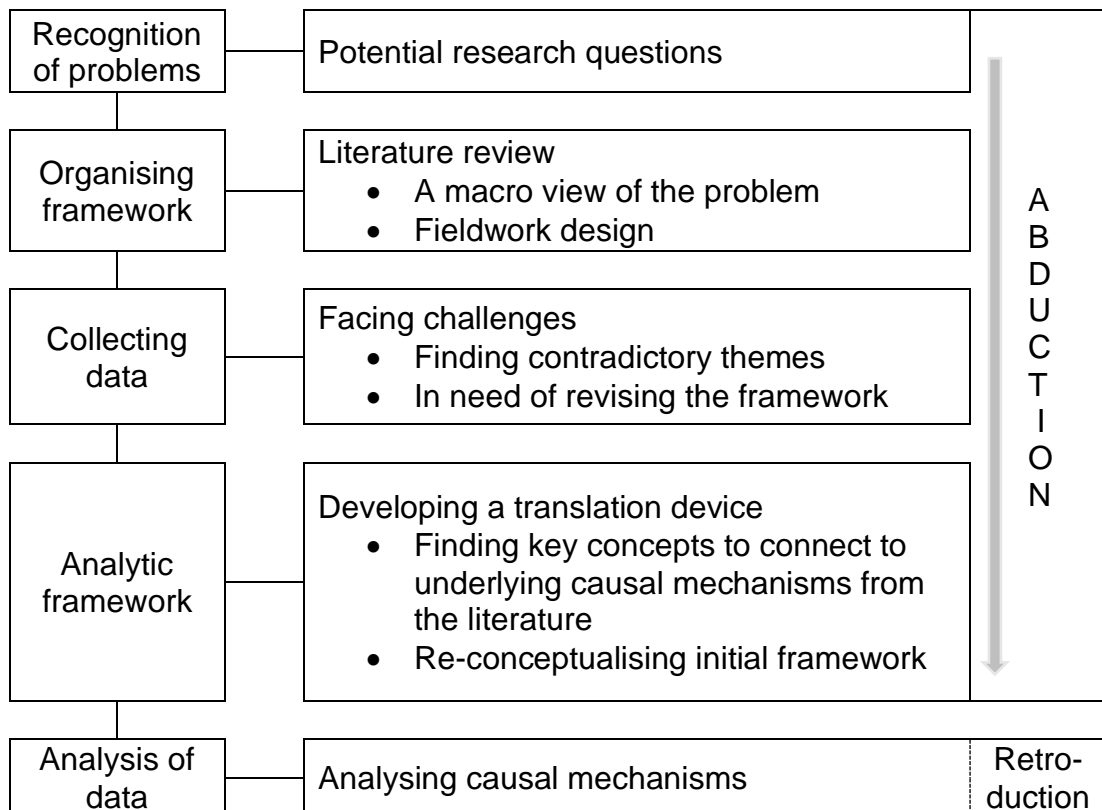 Recognition
of problems
Potential research questions
Organising
framework
Literature review
• A macro view of the problem
• Fieldwork design
Collecting
data
Facing challenges
• Finding contradictory themes
• In need of revising the framework
Analytic
framework
Developing a translation device
• Finding key concepts to connect to
underlying causal mechanisms from
the literature
• Re-conceptualising initial framework
A
B
D
U
C
T
I
O
N
Analysis of
data
Analysing causal mechanisms
Retro-
duction